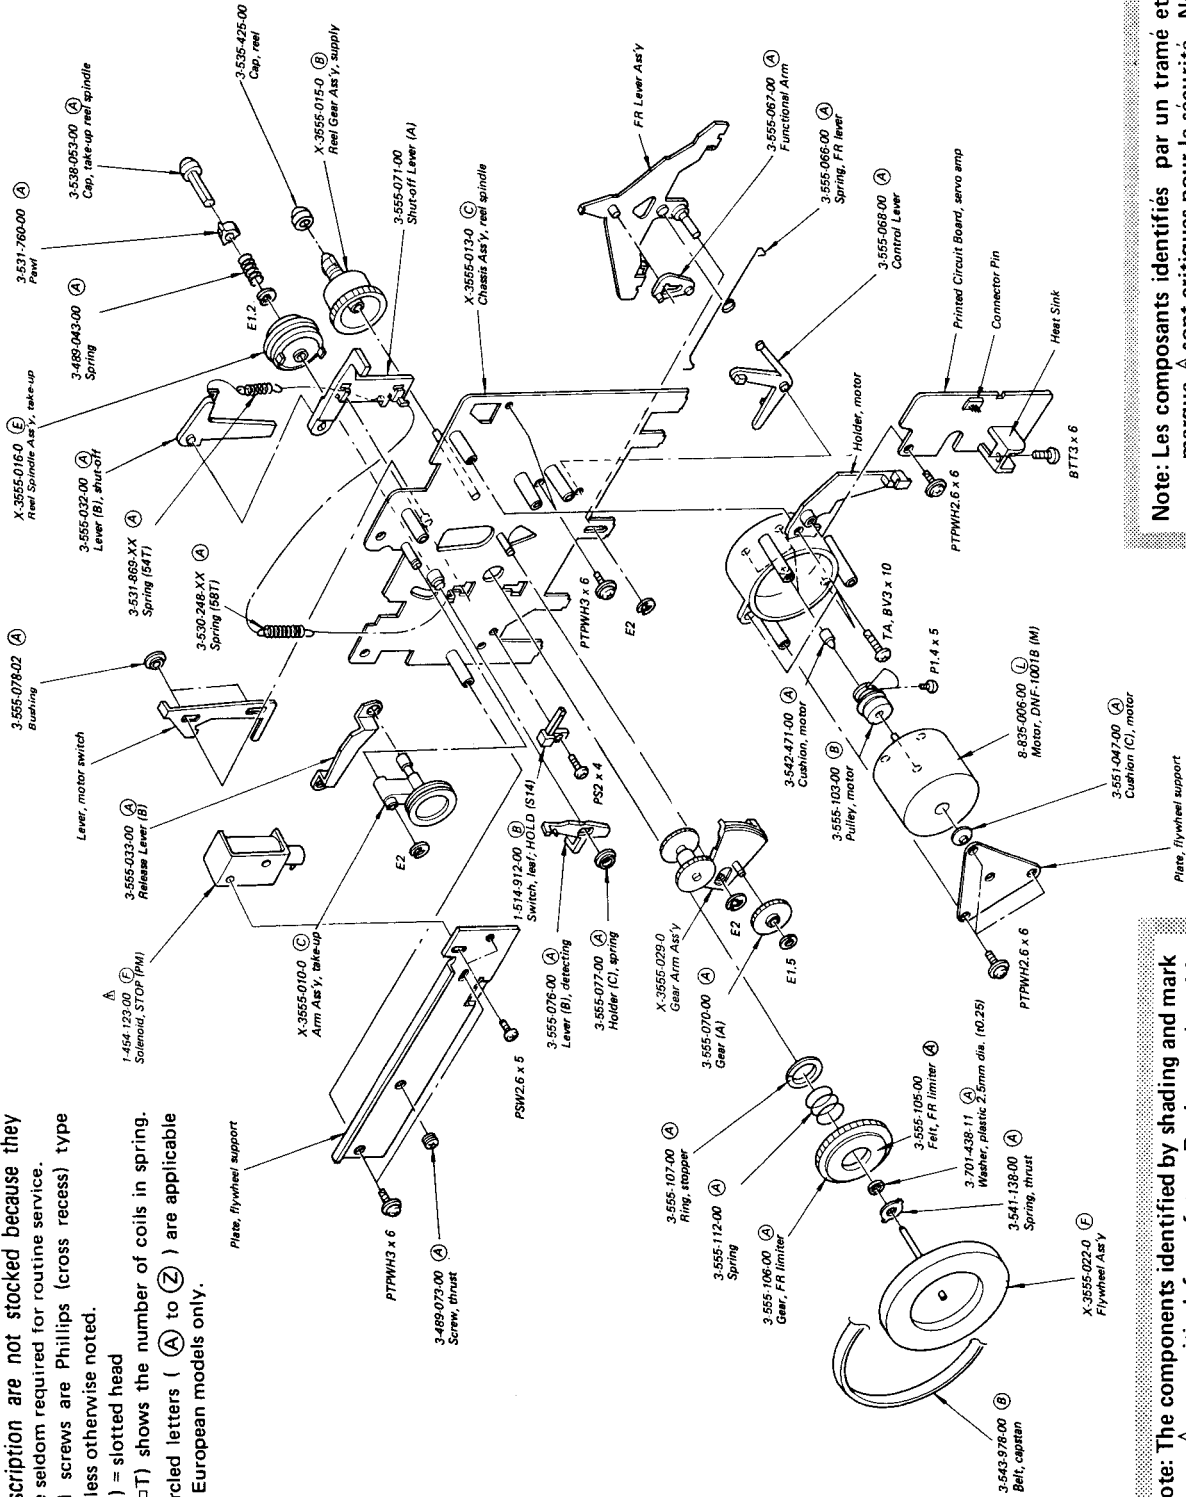 scription are not stocked because they
e seldom required for routine service.
screws are Phillips (cross recess) type
less otherwise noted.
) = slotted head
T) shows the number of coils in spring.
rcled letters ( Ⓐ to Ⓩ ) are applicable
European models only.
3-538-053-00 Ⓐ
Cap, take-up reel spindle
3-535-425-00
Cap, reel
3-531-760-00 Ⓐ
Pawl
X-3555-015-0 Ⓑ
Reel Gear Ass'y, supply
3-489-043-00 Ⓐ
Spring
E1.2
3-555-071-00
Shut-off Lever (A)
X-3555-016-0 Ⓔ
Reel Spindle Ass'y, take-up
3-555-032-00 Ⓐ
Lever (B), shut-off
X-3555-013-0 Ⓒ
Chassis Ass'y, reel spindle
FR Lever Ass'y
3-555-067-00 Ⓐ
Functional Arm
3-555-066-00 Ⓐ
Spring, FR lever
3-531-869-XX Ⓐ
Spring (54T)
3-530-248-XX Ⓐ
Spring (58T)
3-555-068-00 Ⓐ
Control Lever
3-555-078-02 Ⓐ
Bushing
Lever, motor switch
Printed Circuit Board, servo amp
Connector Pin
Heat Sink
Holder, motor
PTPWH3 x 6
E2
BTT3 x 6
PTPWH2.6 x 6
3-555-033-00 Ⓐ
Release Lever (B)
E2
TA, BV3 x 10
⚠
1-454-123-00 Ⓕ
Solenoid, STOP (PM)
X-3555-010-0 Ⓒ
Arm Ass'y, take-up
PS2 x 4
1-514-912-00 Ⓑ
Switch, leaf; HOLD (S14)
3-542-471-00 Ⓐ
Cushion, motor
P1.4 x 5
3-555-103-00 Ⓑ
Pulley, motor
8-835-006-00 Ⓛ
Motor, DNF-1001B (M)
3-551-047-00 Ⓐ
Cushion (C), motor
Plate, flywheel support
3-555-076-00 Ⓐ
Lever (B), detecting
3-555-077-00 Ⓐ
Holder (C), spring
PSW2.6 x 5
X-3555-029-0
Gear Arm Ass'y
E2
3-555-070-00 Ⓐ
Gear (A)
E1.5
PTPWH2.6 x 6
Plate, flywheel support
PTPWH3 x 6
3-489-073-00 Ⓐ
Screw, thrust
3-555-107-00 Ⓐ
Ring, stopper
3-555-112-00 Ⓐ
Spring
3-555-106-00 Ⓐ
Gear, FR limiter
3-555-105-00
Felt, FR limiter Ⓐ
3-701-438-11 Ⓐ
Washer, plastic 2.5mm dia. (t0.25)
3-541-138-00 Ⓐ
Spring, thrust
X-3555-022-0 Ⓕ
Flywheel Ass'y
3-543-978-00 Ⓑ
Belt, capstan
ote: The components identified by shading and mark
Note: Les composants identifiés par un tramé et